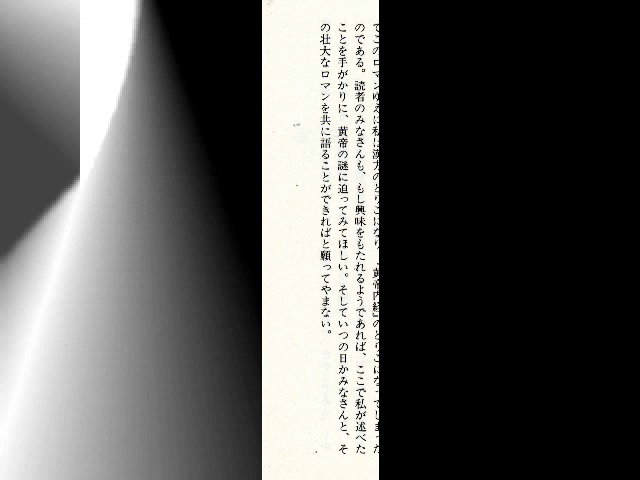 てこのロマンゆえに私は漢方のとりこになり、『黄帝内経』のとりこになってしまった
のである。読者のみなさんも、もし興味をもたれるようであれば、ここで私が述べた
ことを手がかりに、黄帝の謎に迫ってみてほしい。そしていつの日かみなさんと、そ
の壮大なロマンを共に語ることができればと願ってやまない。